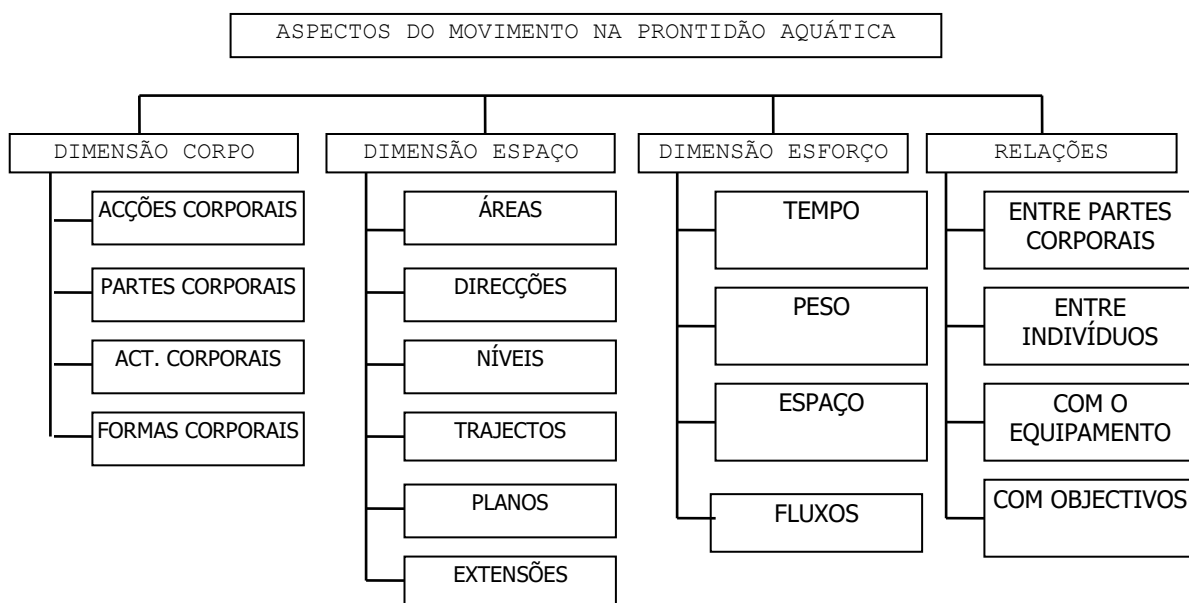 ASPECTOS DO MOVIMENTO NA PRONTIDÃO AQUÁTICA
DIMENSÃO CORPO
ACÇÕES CORPORAIS
PARTES CORPORAIS
ACT. CORPORAIS
FORMAS CORPORAIS
DIMENSÃO ESPAÇO
ÁREAS
DIRECÇÕES
NÍVEIS
TRAJECTOS
PLANOS
EXTENSÕES
DIMENSÃO ESFORÇO
TEMPO
PESO
ESPAÇO
FLUXOS
RELAÇÕES
ENTRE PARTES
CORPORAIS
ENTRE
INDIVÍDUOS
COM O
EQUIPAMENTO
COM OBJECTIVOS